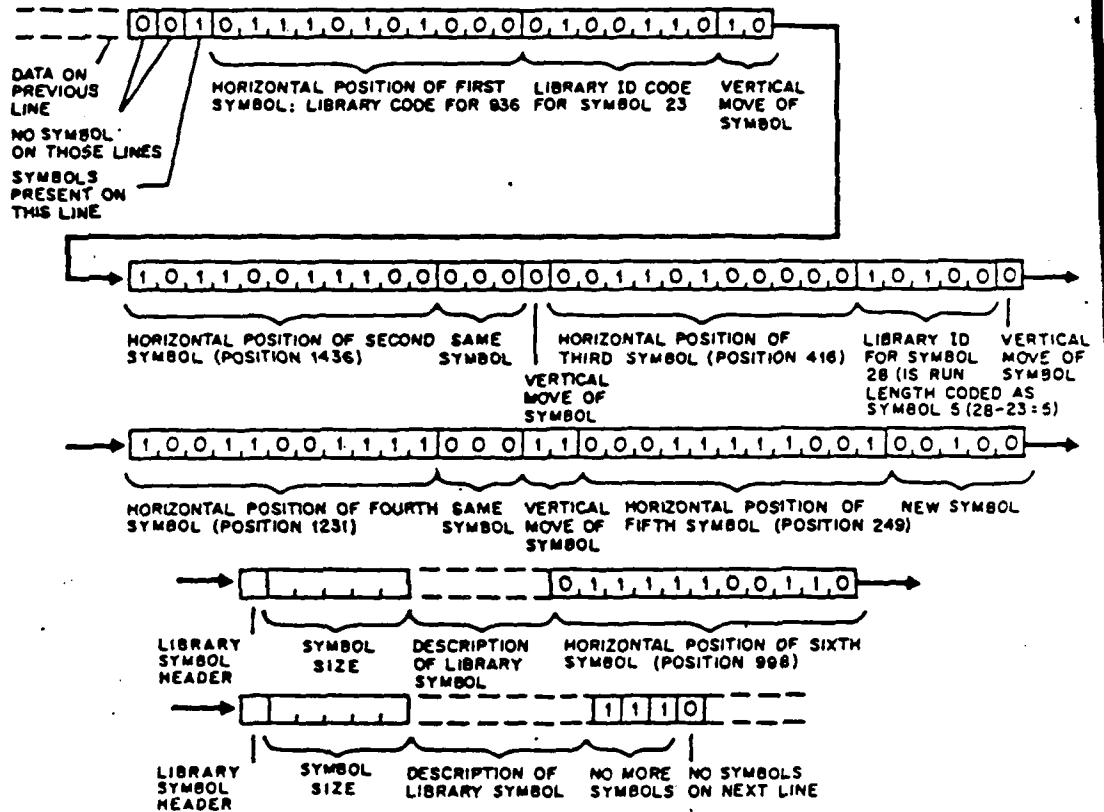 0 0 1 0 1 1 1 0 1 0 1 0 0 0 0 1 0 0 1 1 0 1 0
DATA ON PREVIOUS LINE
NO SYMBOL ON THOSE LINES
SYMBOLS PRESENT ON THIS LINE
HORIZONTAL POSITION OF FIRST SYMBOL: LIBRARY CODE FOR 936
LIBRARY ID CODE FOR SYMBOL 23
VERTICAL MOVE OF SYMBOL
1 0 1 1 0 0 1 1 1 0 0 0 0 0 0 0 0 1 1 0 1 0 0 0 0 0 1 0 1 0 0 0
HORIZONTAL POSITION OF SECOND SYMBOL (POSITION 1436)
SAME SYMBOL
VERTICAL MOVE OF SYMBOL
HORIZONTAL POSITION OF THIRD SYMBOL (POSITION 416)
LIBRARY ID FOR SYMBOL 28 (IS RUN LENGTH CODED AS SYMBOL 5 (28-23=5)
VERTICAL MOVE OF SYMBOL
1 0 0 1 1 0 0 1 1 1 1 0 0 0 1 1 0 0 0 1 1 1 1 1 0 0 1 0 0 1 0 0
HORIZONTAL POSITION OF FOURTH SYMBOL (POSITION 1231)
SAME SYMBOL
VERTICAL MOVE OF SYMBOL
HORIZONTAL POSITION OF FIFTH SYMBOL (POSITION 249)
NEW SYMBOL
0 1 1 1 1 1 0 0 1 1 0
LIBRARY SYMBOL HEADER
SYMBOL SIZE
DESCRIPTION OF LIBRARY SYMBOL
HORIZONTAL POSITION OF SIXTH SYMBOL (POSITION 998)
1 1 1 0
LIBRARY SYMBOL HEADER
SYMBOL SIZE
DESCRIPTION OF LIBRARY SYMBOL
NO MORE SYMBOLS
NO SYMBOLS ON NEXT LINE